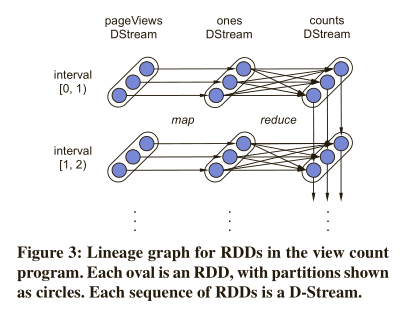 pageViews ones counts
DStream DStream DStream
interval
[0, 1)
map reduce
interval
[1, 2)
Figure 3: Lineage graph for RDDs in the view count
program. Each oval is an RDD, with partitions shown
as circles. Each sequence of RDDs is a D-Stream.